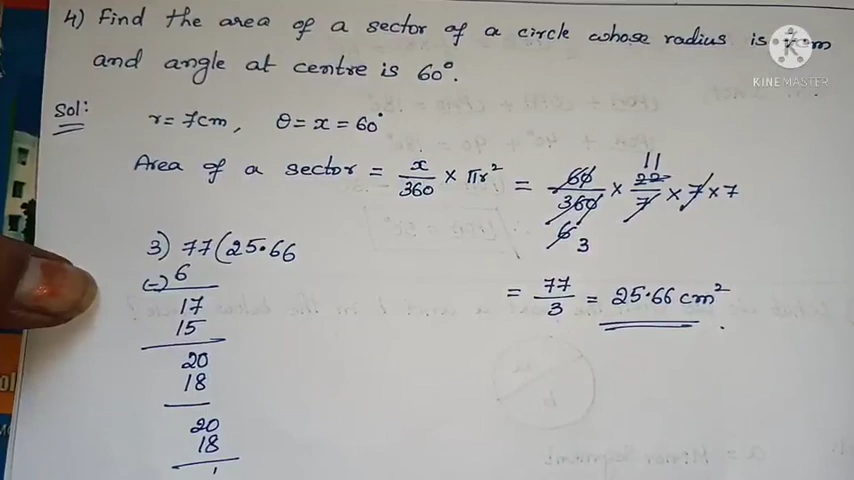 4) Find the area of a sector of a circle whose radius is 7cm
and angle at centre is 60°.
KINEMASTER
Sol:
r = 7cm, θ = x = 60°
Area of a sector = x/360 × πr² = 60/360 × 22/7 × 7 × 7
11
6 3
3) 77 (25.66
(-) 6
17
15
20
18
20
18
= 77/3 = 25.66 cm².